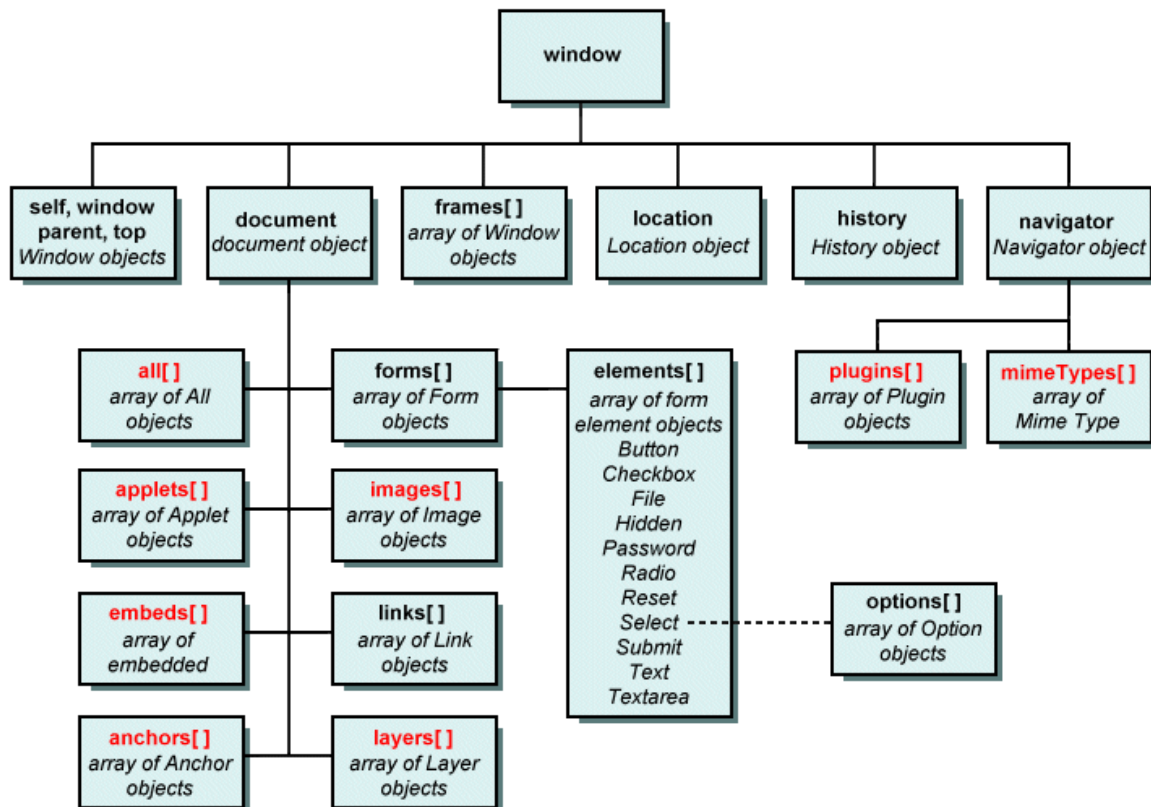 window
self, window
parent, top
Window objects
document
document object
frames[ ]
array of Window
objects
location
Location object
history
History object
navigator
Navigator object
all[ ]
array of All
objects
forms[ ]
array of Form
objects
elements[ ]
array of form
element objects
Button
Checkbox
File
Hidden
Password
Radio
Reset
Select
Submit
Text
Textarea
plugins[ ]
array of Plugin
objects
mimeTypes[ ]
array of
Mime Type
applets[ ]
array of Applet
objects
images[ ]
array of Image
objects
embeds[ ]
array of
embedded
links[ ]
array of Link
objects
options[ ]
array of Option
objects
anchors[ ]
array of Anchor
objects
layers[ ]
array of Layer
objects